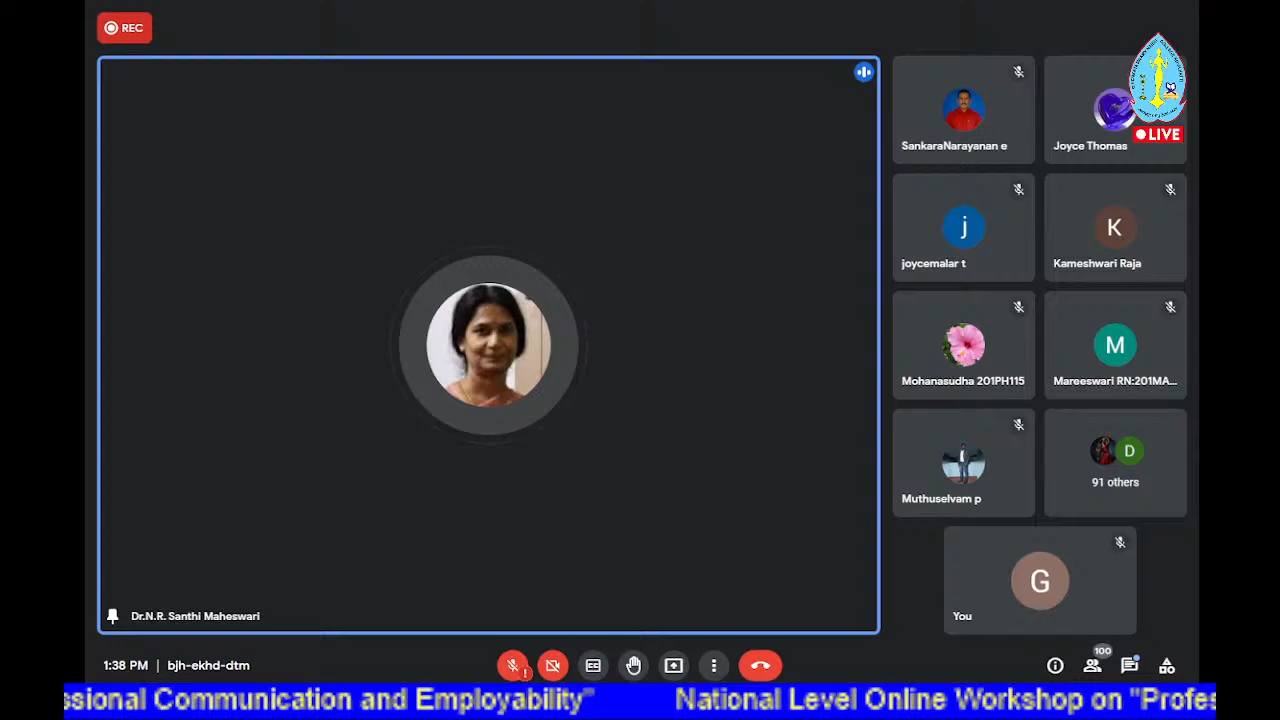 REC
LIVE
SankaraNarayanan e
Joyce Thomas
j
K
joycemalar t
Kameshwari Raja
M
Mohanasudha 201PH115
Mareeswari RN:201MA...
D
91 others
Muthuselvam p
G
You
Dr.N.R. Santhi Maheswari
1:38 PM | bjh-ekhd-dtm
!
100
ssional Communication and Employability" National Level Online Workshop on "Profes